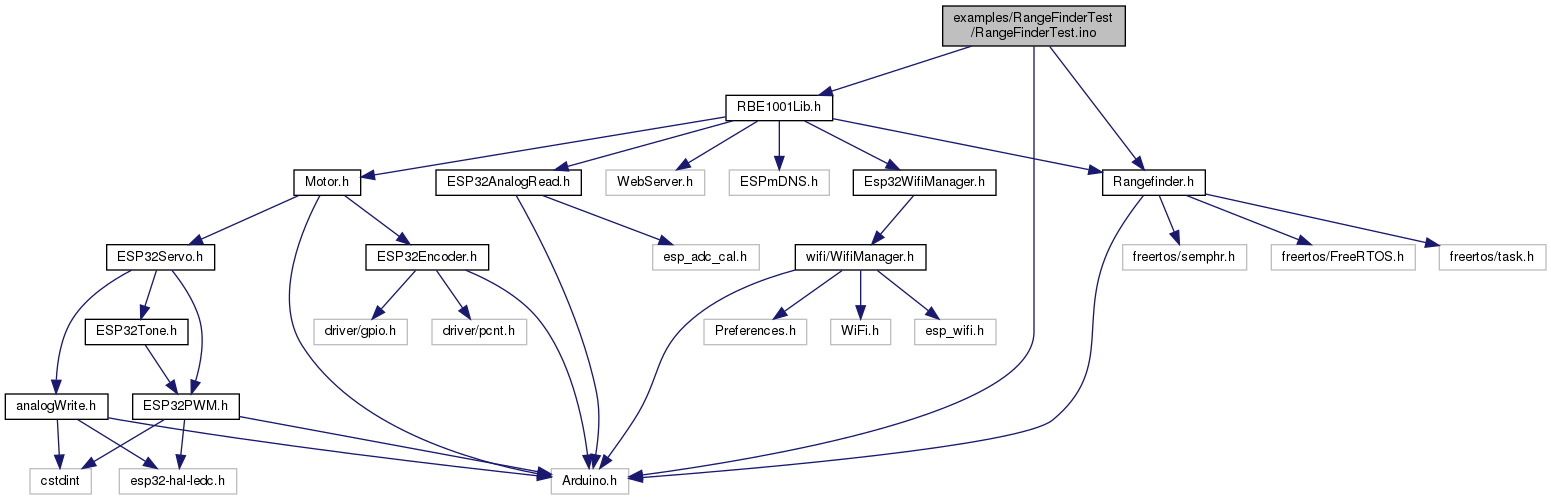 examples/RangeFinderTest
/RangeFinderTest.ino
RBE1001Lib.h
Motor.h
ESP32AnalogRead.h
WebServer.h
ESPmDNS.h
Esp32WifiManager.h
Rangefinder.h
ESP32Servo.h
ESP32Encoder.h
esp_adc_cal.h
wifi/WifiManager.h
freertos/semphr.h
freertos/FreeRTOS.h
freertos/task.h
ESP32Tone.h
driver/gpio.h
driver/pcnt.h
Preferences.h
WiFi.h
esp_wifi.h
analogWrite.h
ESP32PWM.h
cstdint
esp32-hal-ledc.h
Arduino.h